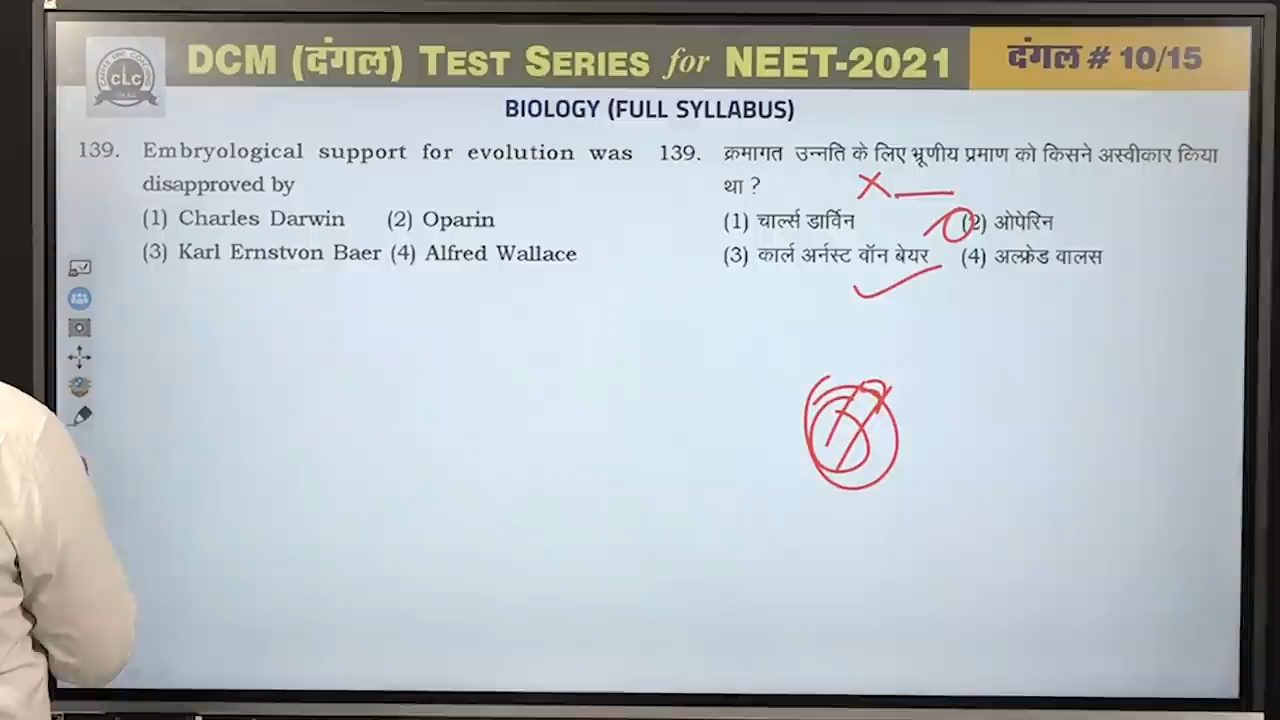 DCM (दंगल) TEST SERIES for NEET-2021
दंगल # 10/15
CLC
BIOLOGY (FULL SYLLABUS)
139. Embryological support for evolution was
disapproved by
(1) Charles Darwin (2) Oparin
(3) Karl Ernstvon Baer (4) Alfred Wallace
139. क्रमागत उन्नति के लिए भ्रूणीय प्रमाण को किसने अस्वीकार किया
था ?
(1) चार्ल्स डार्विन (2) ओपेरिन
(3) कार्ल अर्नस्ट वॉन बेयर (4) अल्फ्रेड वालस